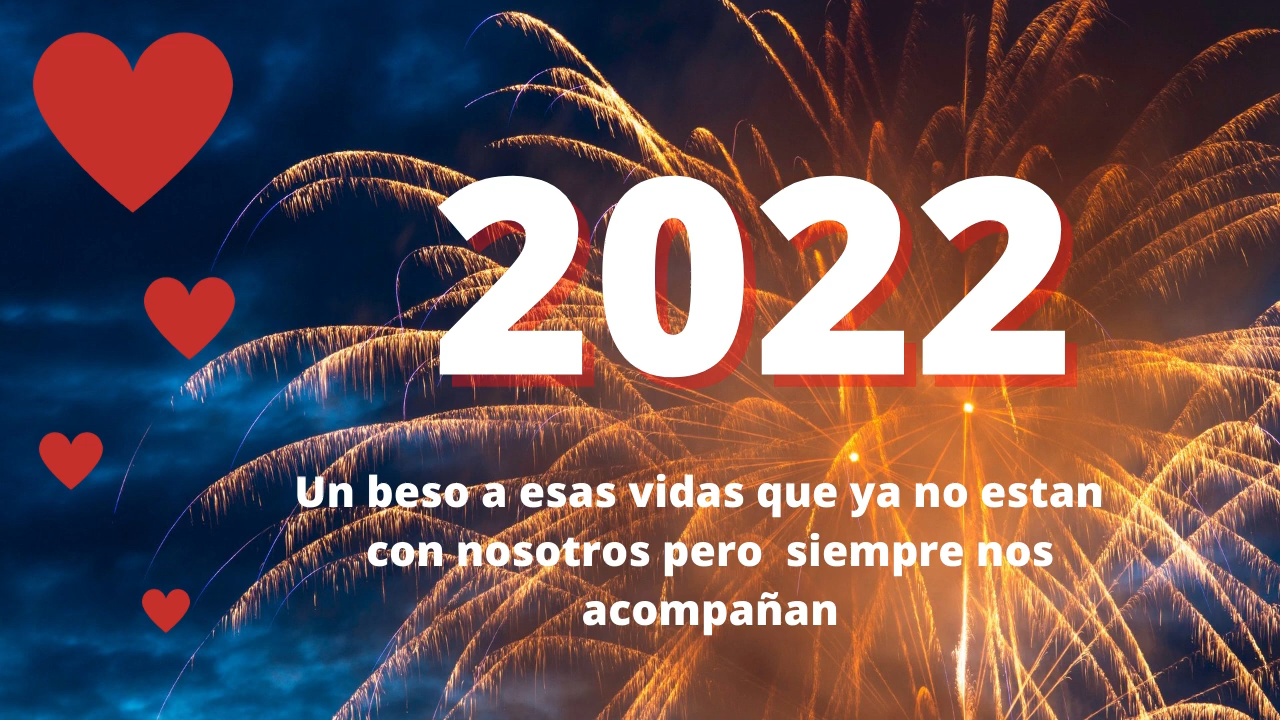 2022
Un beso a esas vidas que ya no estan
con nosotros pero  siempre nos
acompañan